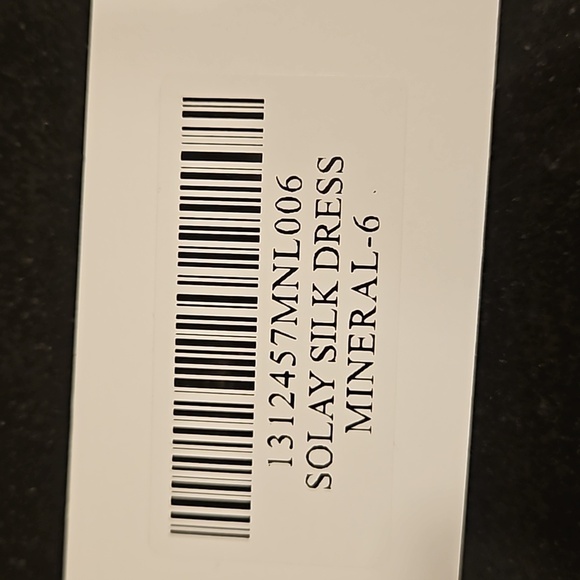 1312457MNL006
SOLAY SILK DRESS
MINERAL-6